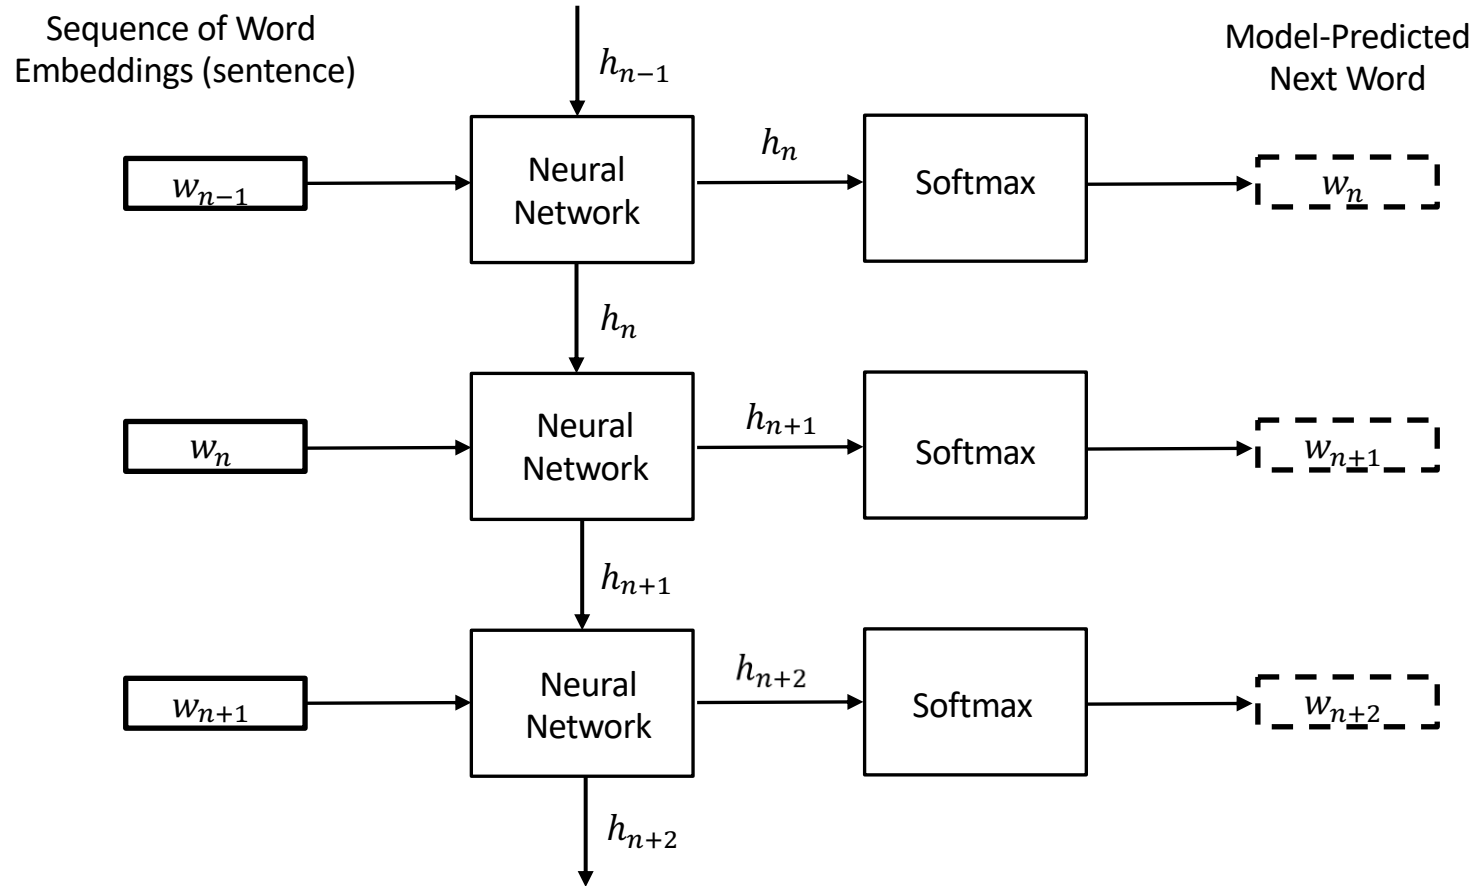 Sequence of Word
Embeddings (sentence)
Model-Predicted
Next Word
h_{n−1}
w_{n−1}
Neural
Network
h_n
Softmax
w_n
h_n
w_n
Neural
Network
h_{n+1}
Softmax
w_{n+1}
h_{n+1}
w_{n+1}
Neural
Network
h_{n+2}
Softmax
w_{n+2}
h_{n+2}